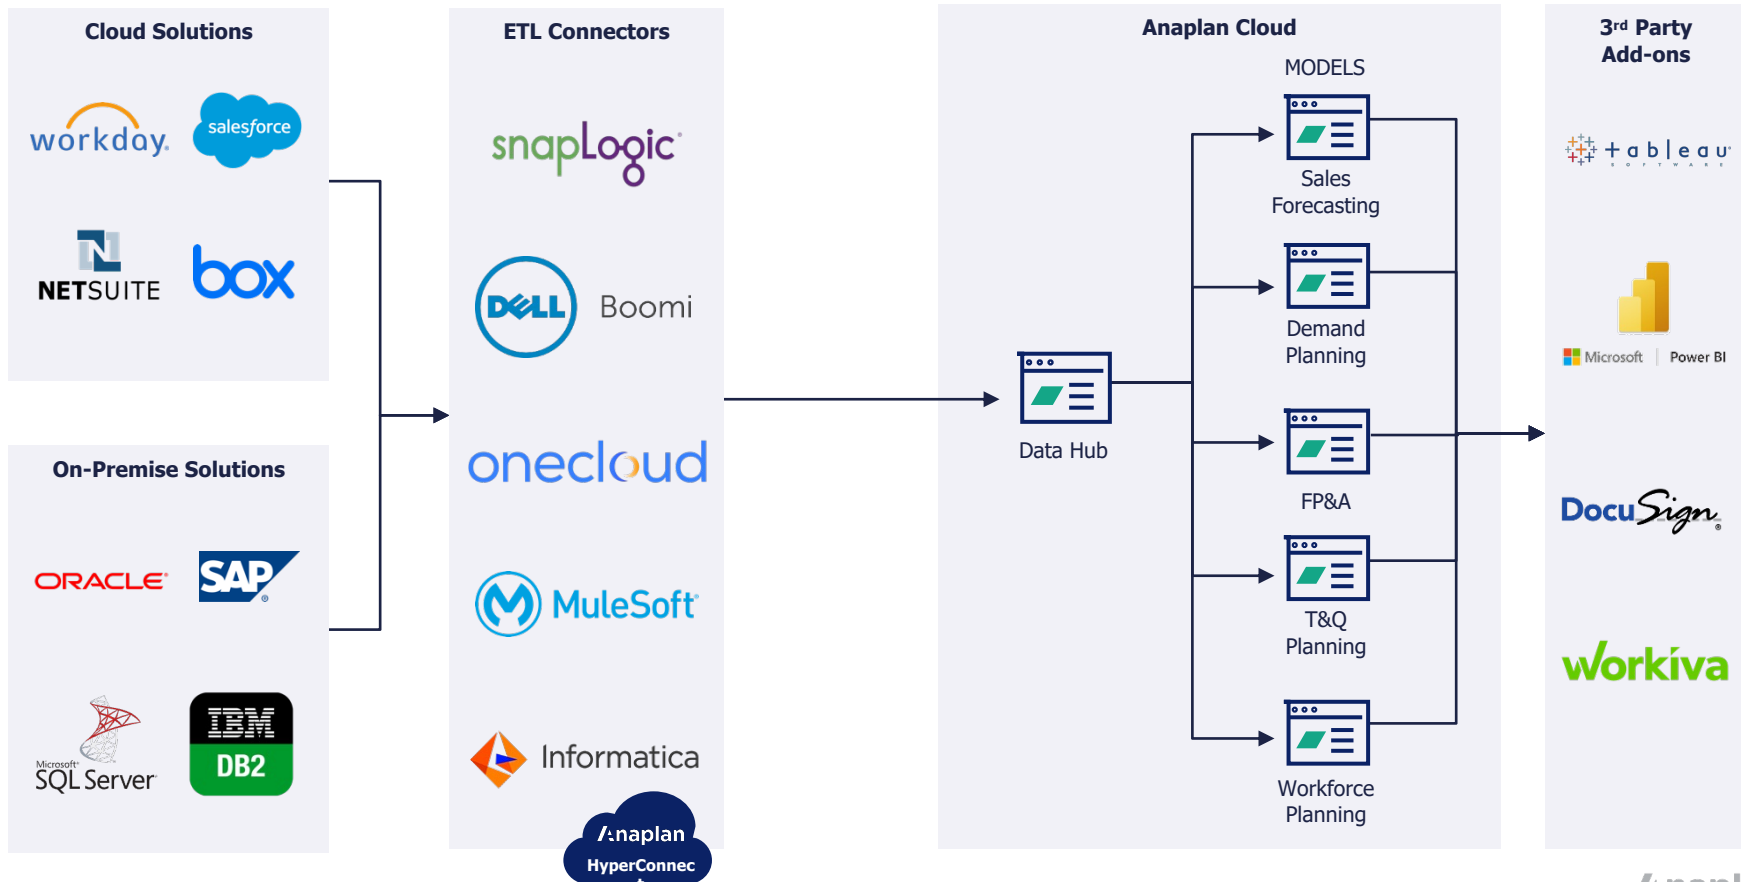 Cloud Solutions
workday.
salesforce
NETSUITE
box
On-Premise Solutions
ORACLE®
SAP®
Microsoft®
SQL Server
IBM
DB2
ETL Connectors
snapLogic
DELL Boomi
onecloud
MuleSoft
Informatica
Anaplan
HyperConnec
t
Anaplan Cloud
MODELS
Data Hub
Sales
Forecasting
Demand
Planning
FP&A
T&Q
Planning
Workforce
Planning
3rd Party
Add-ons
tableau
SOFTWARE
Microsoft | Power BI
DocuSign®
workiva